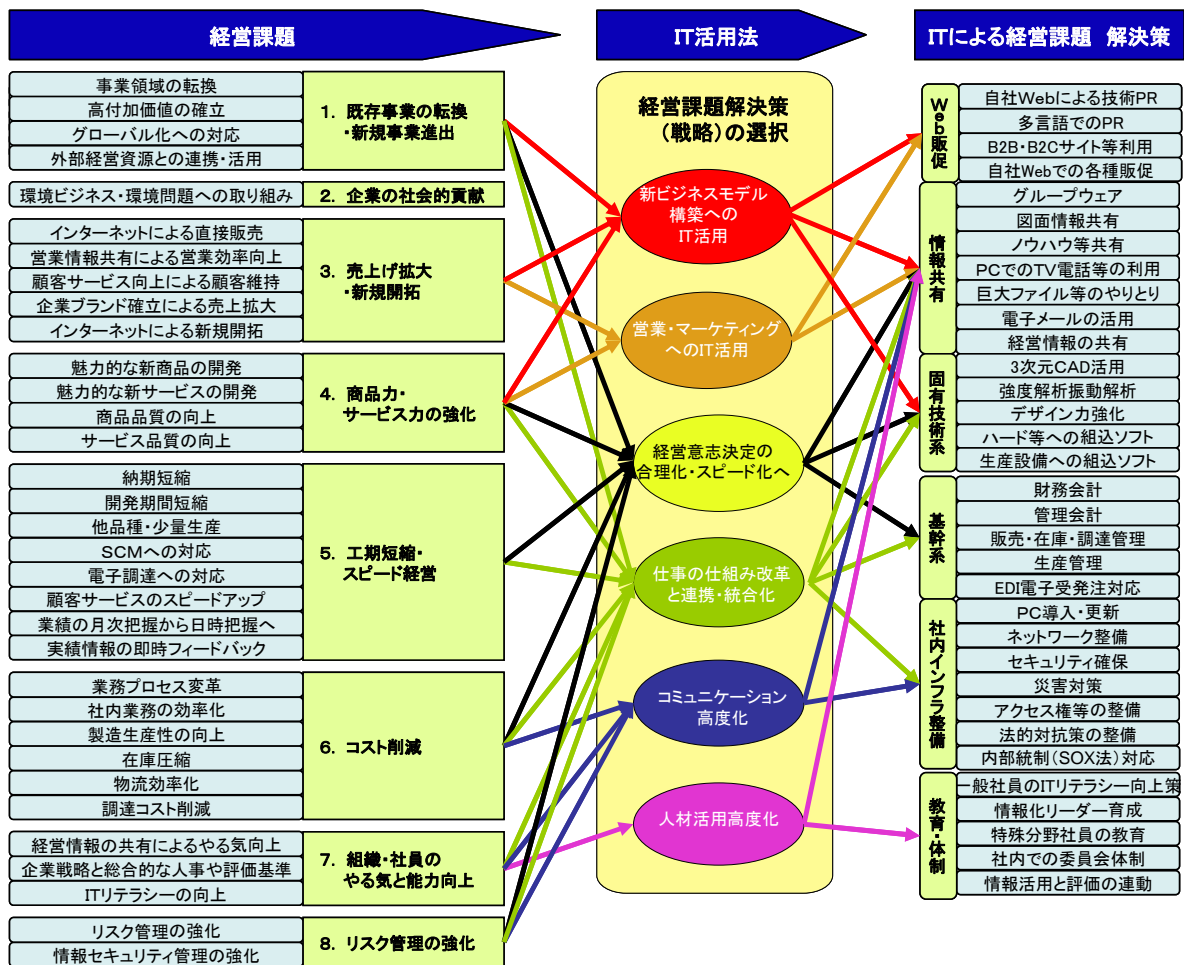 経営課題
IT活用法
ITによる経営課題 解決策
事業領域の転換
高付加価値の確立
グローバル化への対応
外部経営資源との連携・活用
1. 既存事業の転換
・新規事業進出
環境ビジネス・環境問題への取り組み
2. 企業の社会的貢献
インターネットによる直接販売
営業情報共有による営業効率向上
顧客サービス向上による顧客維持
企業ブランド確立による売上拡大
インターネットによる新規開拓
3. 売上げ拡大
・新規開拓
魅力的な新商品の開発
魅力的な新サービスの開発
商品品質の向上
サービス品質の向上
4. 商品力・
サービス力の強化
納期短縮
開発期間短縮
他品種・少量生産
SCMへの対応
電子調達への対応
顧客サービスのスピードアップ
業績の月次把握から日時把握へ
実績情報の即時フィードバック
5. 工期短縮・
スピード経営
業務プロセス変革
社内業務の効率化
製造生産性の向上
在庫圧縮
物流効率化
調達コスト削減
6. コスト削減
経営情報の共有によるやる気向上
企業戦略と総合的な人事や評価基準
ITリテラシーの向上
7. 組織・社員の
やる気と能力向上
リスク管理の強化
情報セキュリティ管理の強化
8. リスク管理の強化
経営課題解決策
（戦略）の選択
新ビジネスモデル
構築への
IT活用
営業・マーケティング
へのIT活用
経営意志決定の
合理化・スピード化へ
仕事の仕組み改革
と連携・統合化
コミュニケーション
高度化
人材活用高度化
Web販促
自社Webによる技術PR
多言語でのPR
B2B・B2Cサイト等利用
自社Webでの各種販促
情報共有
グループウェア
図面情報共有
ノウハウ等共有
PCでのTV電話等の利用
巨大ファイル等のやりとり
電子メールの活用
経営情報の共有
固有技術系
3次元CAD活用
強度解析振動解析
デザイン力強化
ハード等への組込ソフト
生産設備への組込ソフト
基幹系
財務会計
管理会計
販売・在庫・調達管理
生産管理
EDI電子受発注対応
社内インフラ整備
PC導入・更新
ネットワーク整備
セキュリティ確保
災害対策
アクセス権等の整備
法的対抗策の整備
内部統制（SOX法）対応
教育・体制
一般社員のITリテラシー向上策
情報化リーダー育成
特殊分野社員の教育
社内での委員会体制
情報活用と評価の連動